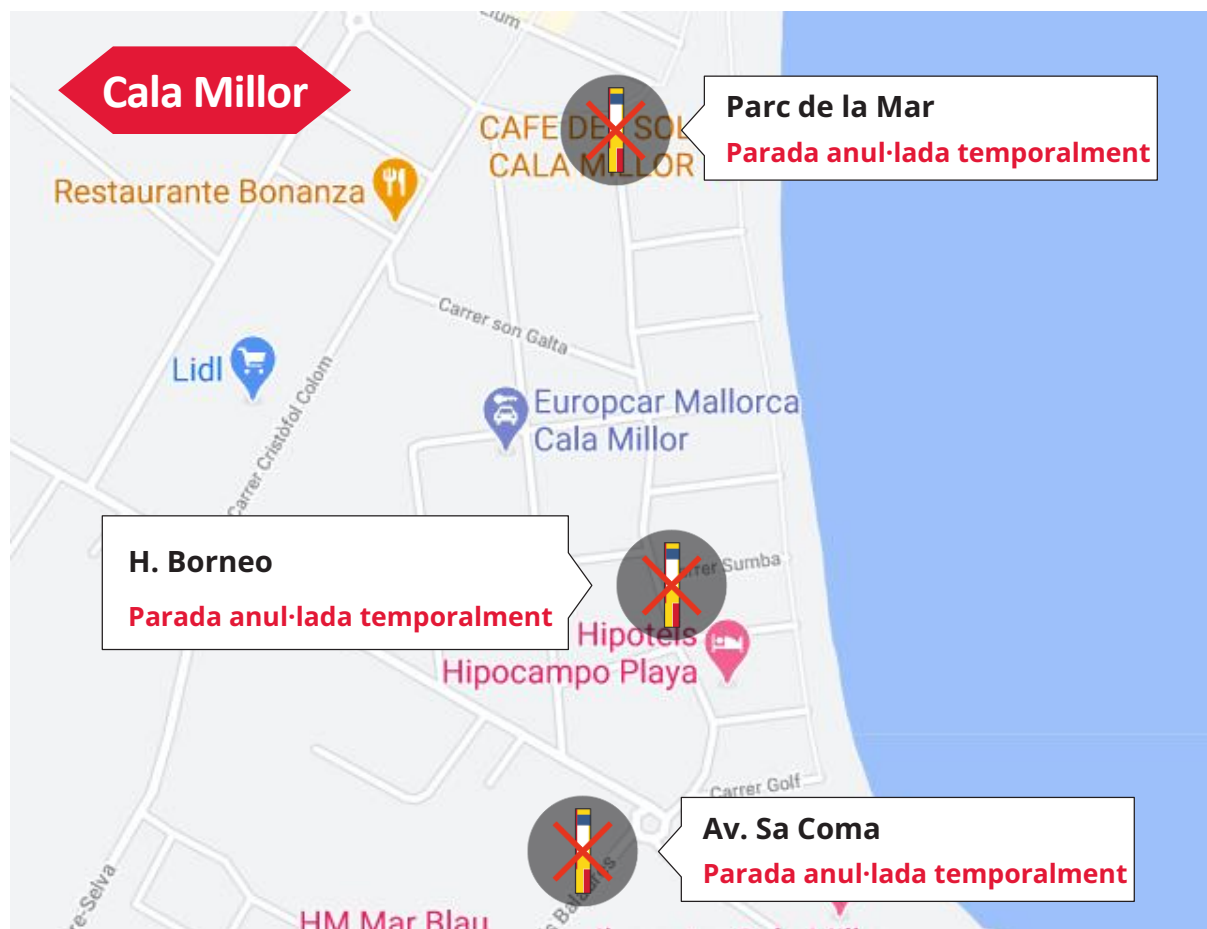 Cala Millor
Parc de la Mar
Parada anul·lada temporalment
CAFE DEL SOL
CALA MILLOR
Restaurante Bonanza
Carrer son Galta
Lidl
Carrer Cristòfol Colom
Europcar Mallorca
Cala Millor
H. Borneo
Parada anul·lada temporalment
Carrer Sumba
Hipotels
Hipocampo Playa
Carrer Golf
Av. Sa Coma
Parada anul·lada temporalment
HM Mar Blau